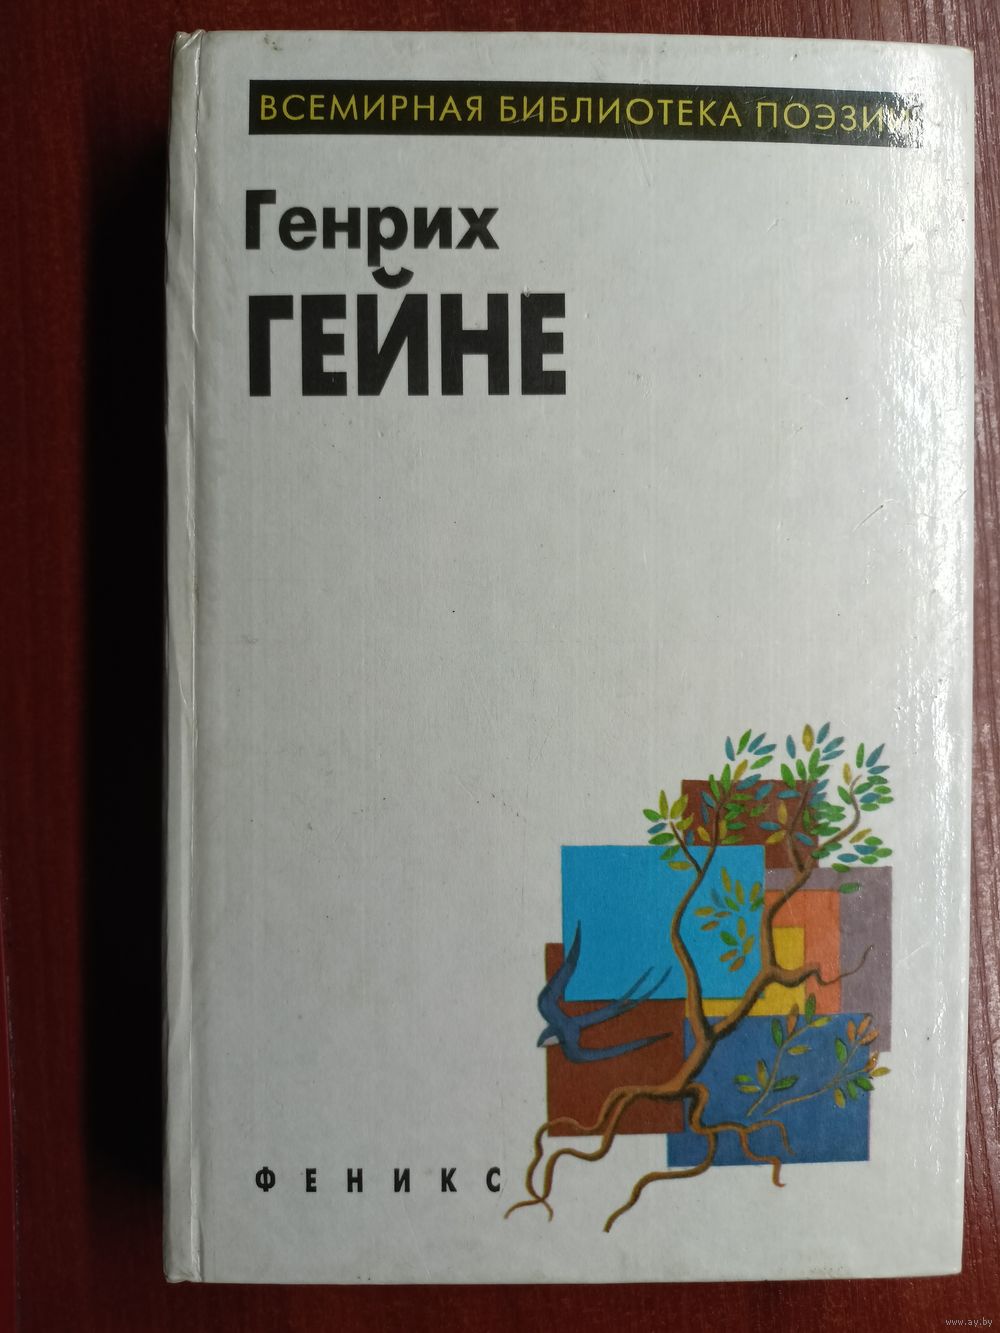 ВСЕМИРНАЯ БИБЛИОТЕКА ПОЭЗИИ
Генрих
ГЕЙНЕ
ФЕНИКС
www.ay.by